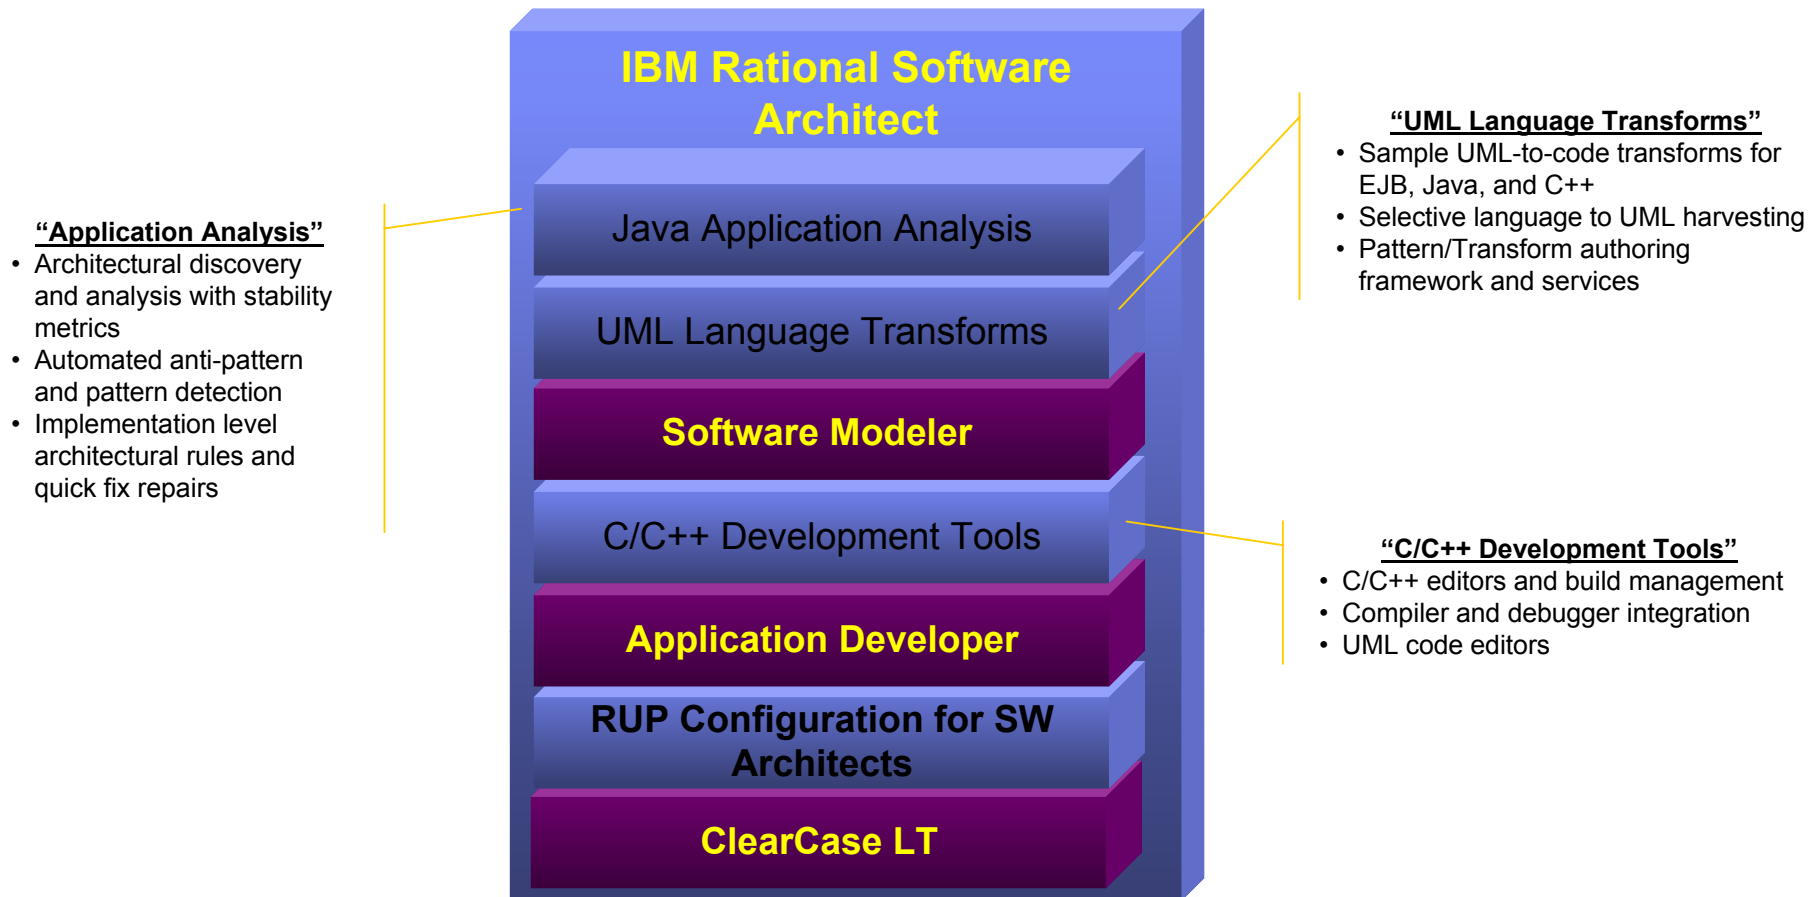 IBM Rational Software
Architect
Java Application Analysis
UML Language Transforms
Software Modeler
C/C++ Development Tools
Application Developer
RUP Configuration for SW
Architects
ClearCase LT
“Application Analysis”
• Architectural discovery
and analysis with stability
metrics
• Automated anti-pattern
and pattern detection
• Implementation level
architectural rules and
quick fix repairs
“UML Language Transforms”
• Sample UML-to-code transforms for
EJB, Java, and C++
• Selective language to UML harvesting
• Pattern/Transform authoring
framework and services
“C/C++ Development Tools”
• C/C++ editors and build management
• Compiler and debugger integration
• UML code editors